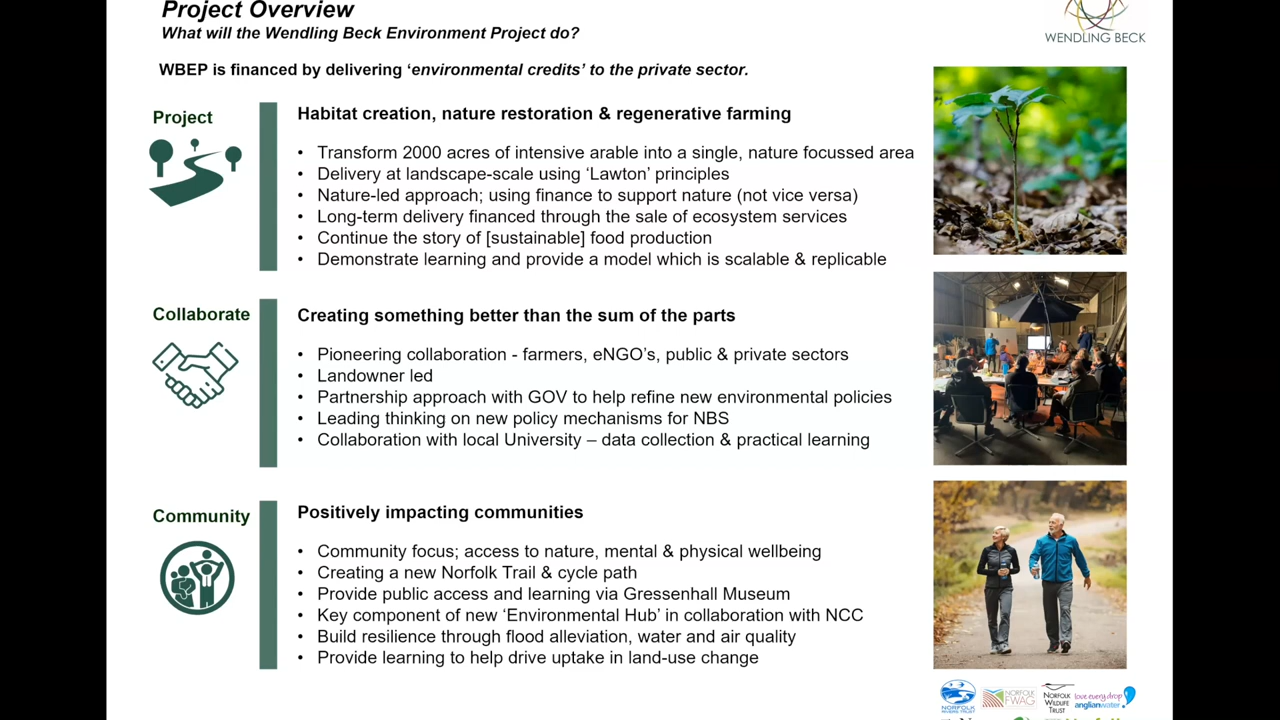 Project Overview
What will the Wendling Beck Environment Project do?
WENDLING BECK
WBEP is financed by delivering ‘environmental credits’ to the private sector.
Project
Habitat creation, nature restoration & regenerative farming
• Transform 2000 acres of intensive arable into a single, nature focussed area
• Delivery at landscape-scale using ‘Lawton’ principles
• Nature-led approach; using finance to support nature (not vice versa)
• Long-term delivery financed through the sale of ecosystem services
• Continue the story of [sustainable] food production
• Demonstrate learning and provide a model which is scalable & replicable
Collaborate
Creating something better than the sum of the parts
• Pioneering collaboration - farmers, eNGO’s, public & private sectors
• Landowner led
• Partnership approach with GOV to help refine new environmental policies
• Leading thinking on new policy mechanisms for NBS
• Collaboration with local University – data collection & practical learning
Community
Positively impacting communities
• Community focus; access to nature, mental & physical wellbeing
• Creating a new Norfolk Trail & cycle path
• Provide public access and learning via Gressenhall Museum
• Key component of new ‘Environmental Hub’ in collaboration with NCC
• Build resilience through flood alleviation, water and air quality
• Provide learning to help drive uptake in land-use change
NORFOLK
RIVERS TRUST
NORFOLK
FWAG
NORFOLK
WILDLIFE
TRUST
love every drop
anglianwater